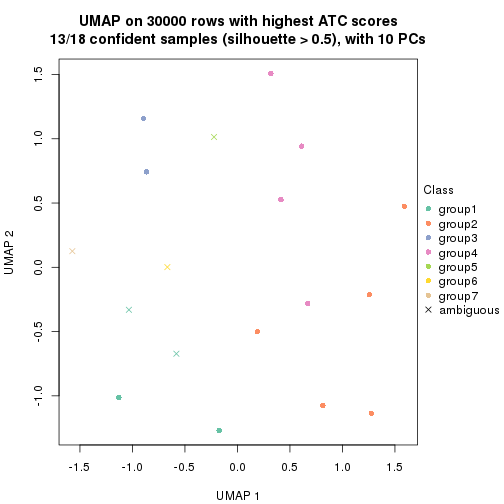 UMAP on 30000 rows with highest ATC scores
13/18 confident samples (silhouette > 0.5), with 10 PCs
1.5
1.0
0.5
0.0
-0.5
-1.0
UMAP 2
-1.5 -1.0 -0.5 0.0 0.5 1.0 1.5
UMAP 1
Class
group1
group2
group3
group4
group5
group6
group7
ambiguous